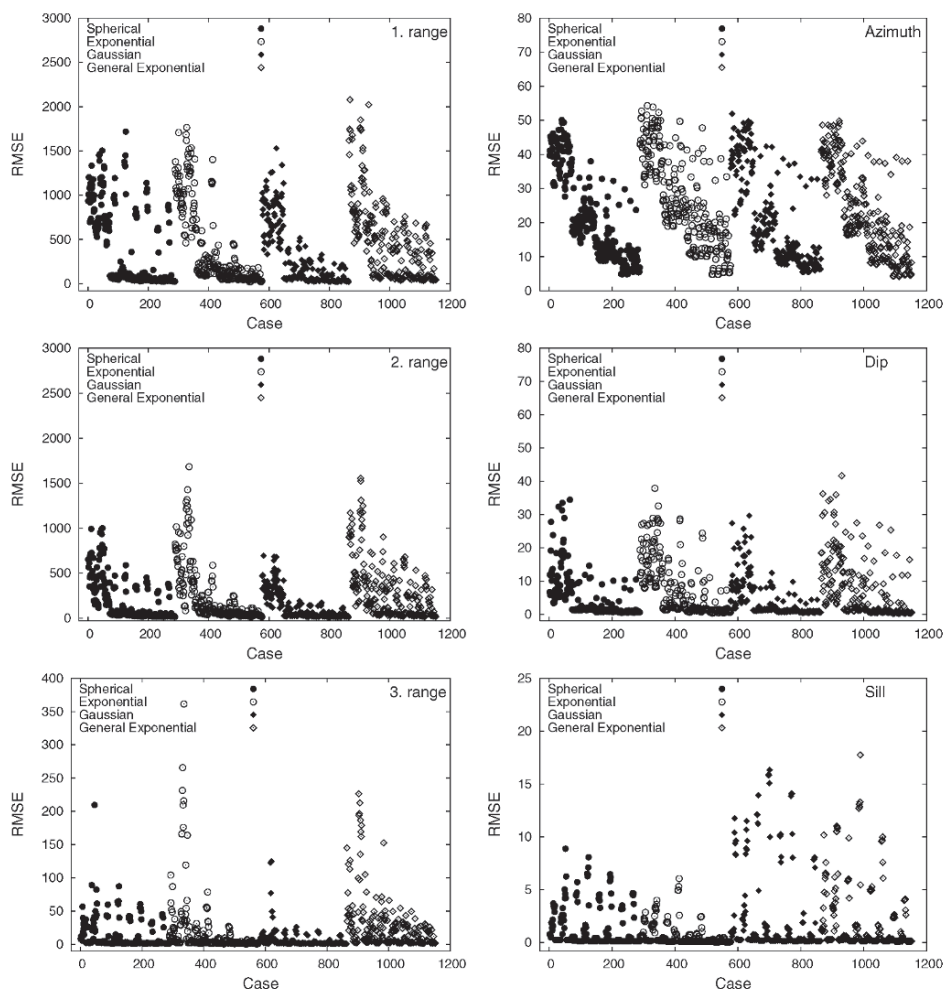 1. range
Spherical
Exponential
Gaussian
General Exponential
3000
2500
2000
1500
1000
500
0
RMSE
0 200 400 600 800 1000 1200
Case
Azimuth
Spherical
Exponential
Gaussian
General Exponential
80
70
60
50
40
30
20
10
0
RMSE
0 200 400 600 800 1000 1200
Case
2. range
Spherical
Exponential
Gaussian
General Exponential
3000
2500
2000
1500
1000
500
0
RMSE
0 200 400 600 800 1000 1200
Case
Dip
Spherical
Exponential
Gaussian
General Exponential
80
70
60
50
40
30
20
10
0
RMSE
0 200 400 600 800 1000 1200
Case
3. range
Spherical
Exponential
Gaussian
General Exponential
400
350
300
250
200
150
100
50
0
RMSE
0 200 400 600 800 1000 1200
Case
Sill
Spherical
Exponential
Gaussian
General Exponential
25
20
15
10
5
0
RMSE
0 200 400 600 800 1000 1200
Case